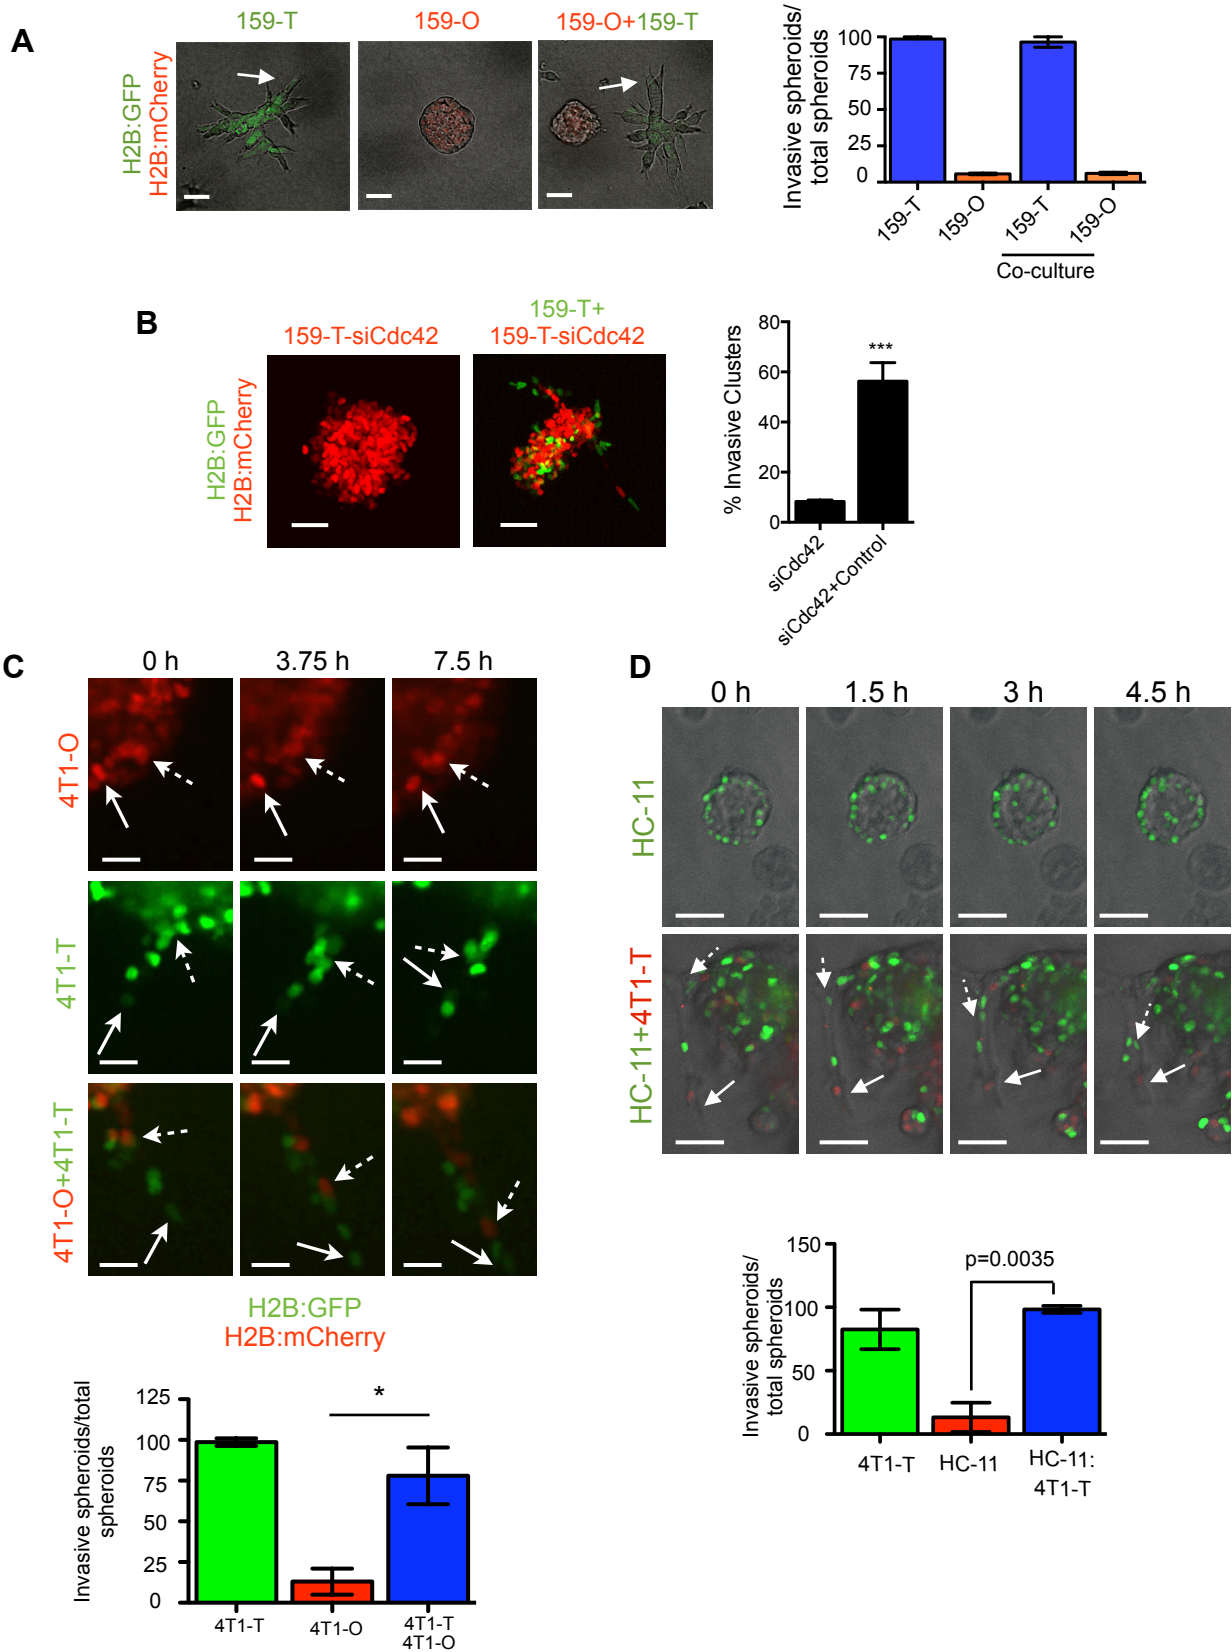 A
159-T
159-O
159-O+159-T
H2B:GFP
H2B:mCherry
Invasive spheroids/
total spheroids
100
75
50
25
0
159-T
159-O
159-T
159-O
Co-culture
B
159-T-siCdc42
159-T+
159-T-siCdc42
H2B:GFP
H2B:mCherry
% Invasive Clusters
80
60
40
20
0
***
siCdc42
siCdc42+Control
C
0 h
3.75 h
7.5 h
4T1-O
4T1-T
4T1-O+4T1-T
H2B:GFP
H2B:mCherry
Invasive spheroids/total
spheroids
125
100
75
50
25
0
*
4T1-T
4T1-O
4T1-T
4T1-O
D
0 h
1.5 h
3 h
4.5 h
HC-11
HC-11+4T1-T
Invasive spheroids/
total spheroids
150
100
50
0
p=0.0035
4T1-T
HC-11
HC-11:
4T1-T